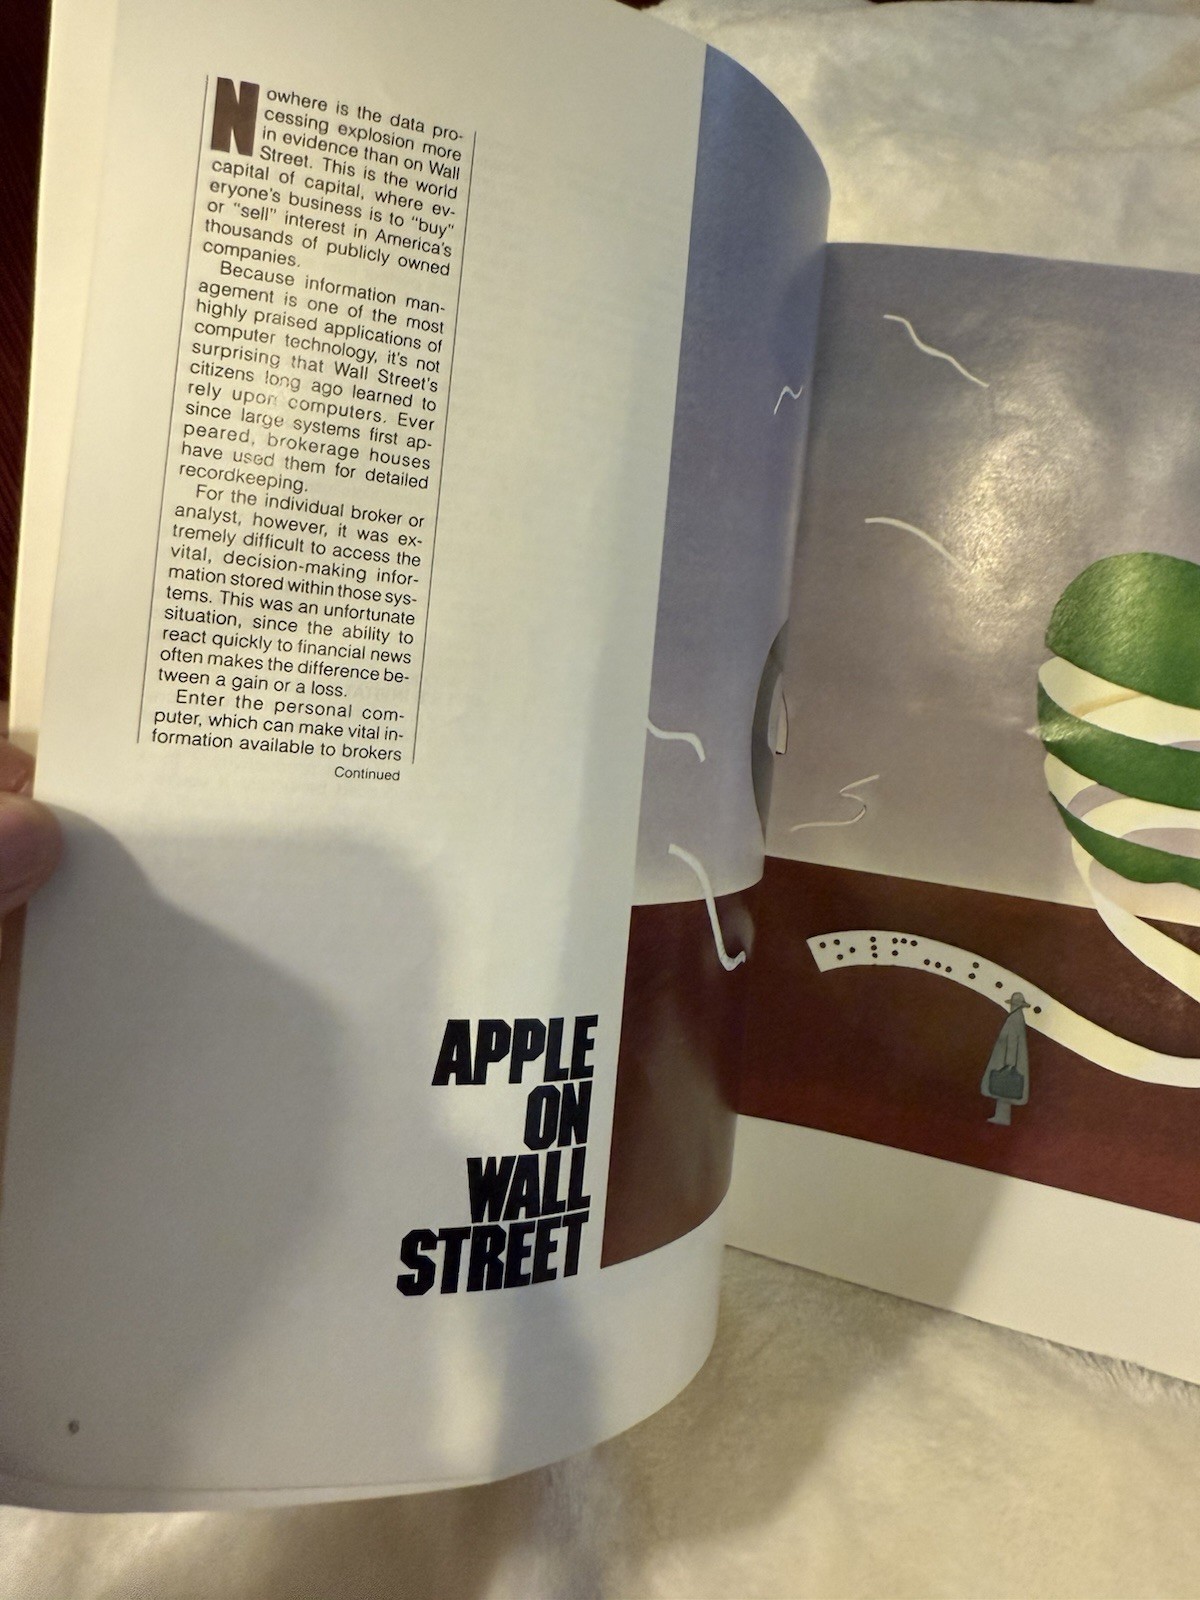 Nowhere is the data pro-
cessing explosion more
in evidence than on Wall
Street. This is the world
capital of capital, where ev-
eryone's business is to "buy"
or "sell" interest in America's
thousands of publicly owned
companies.
Because information man-
agement is one of the most
highly praised applications of
computer technology, it's not
surprising that Wall Street's
citizens long ago learned to
rely upon computers. Ever
since large systems first ap-
peared, brokerage houses
have used them for detailed
recordkeeping.
For the individual broker or
analyst, however, it was ex-
tremely difficult to access the
vital, decision-making infor-
mation stored within those sys-
tems. This was an unfortunate
situation, since the ability to
react quickly to financial news
often makes the difference be-
tween a gain or a loss.
Enter the personal com-
puter, which can make vital in-
formation available to brokers
Continued
APPLE
ON
WALL
STREET